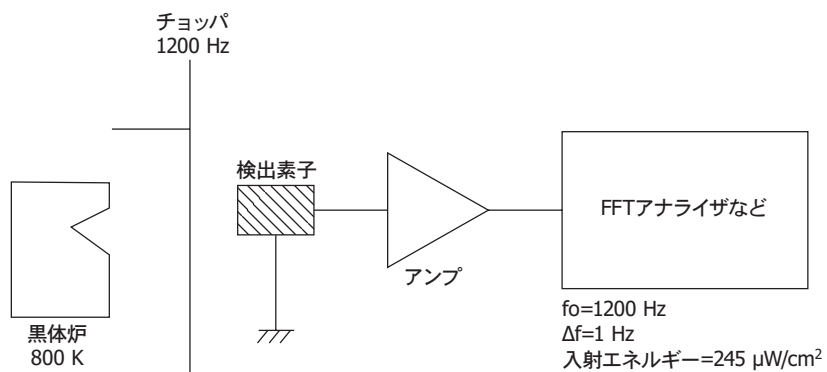 チョッパ
1200 Hz
検出素子
FFTアナライザなど
アンプ
黒体炉
800 K
fo=1200 Hz
Δf=1 Hz
入射エネルギー=245 μW/cm²